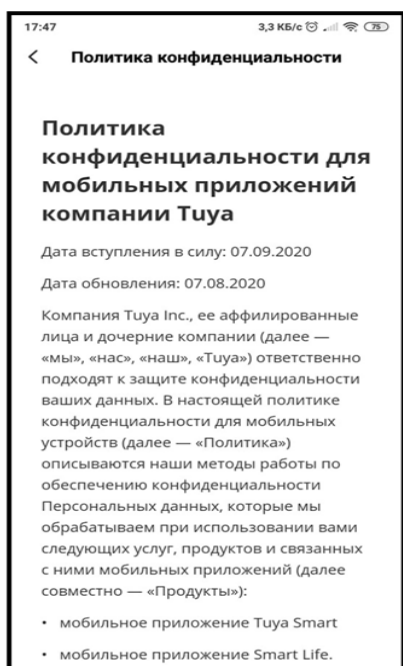 17:47
3,3 КБ/с
75
Политика конфиденциальности
Политика
конфиденциальности для
мобильных приложений
компании Tuya
Дата вступления в силу: 07.09.2020
Дата обновления: 07.08.2020
Компания Tuya Inc., ее аффилированные
лица и дочерние компании (далее —
«мы», «нас», «наш», «Tuya») ответственно
подходят к защите конфиденциальности
ваших данных. В настоящей политике
конфиденциальности для мобильных
устройств (далее — «Политика»)
описываются наши методы работы по
обеспечению конфиденциальности
Персональных данных, которые мы
обрабатываем при использовании вами
следующих услуг, продуктов и связанных
с ними мобильных приложений (далее
совместно — «Продукты»):
• мобильное приложение Tuya Smart
• мобильное приложение Smart Life.